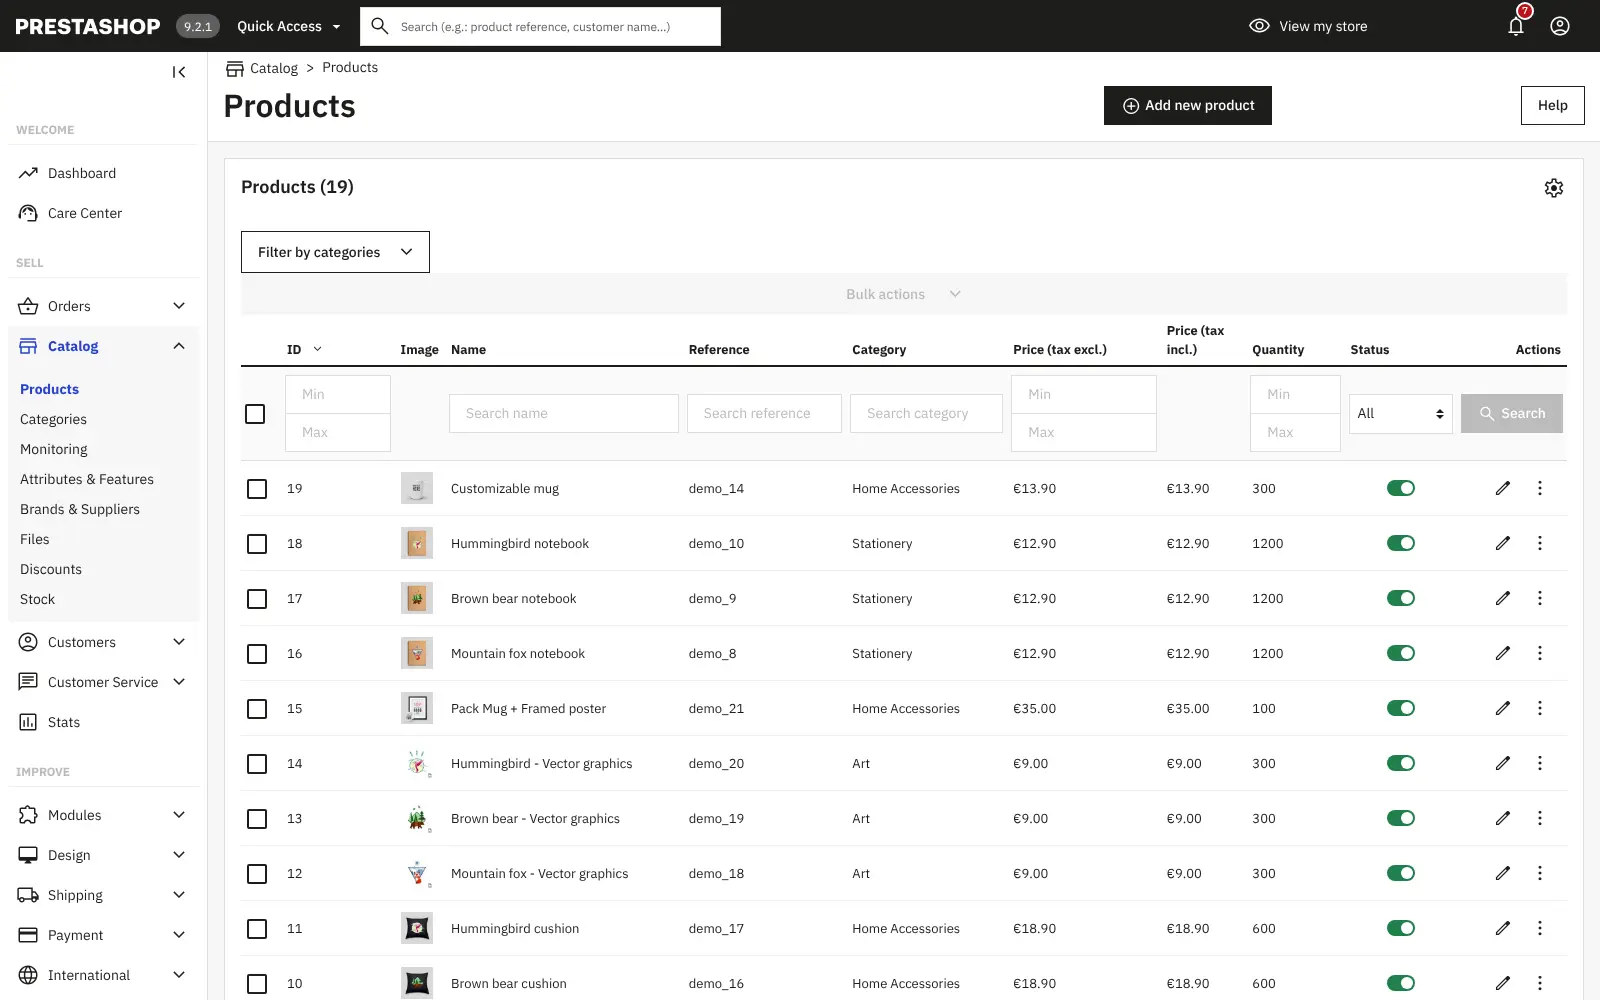 PRESTASHOP 9.2.1 Quick Access Search (e.g.: product reference, customer name…) View my store 7
Catalog > Products
Products
Add new product
Help
WELCOME
Dashboard
Care Center
SELL
Orders
Catalog
Products
Categories
Monitoring
Attributes & Features
Brands & Suppliers
Files
Discounts
Stock
Customers
Customer Service
Stats
IMPROVE
Modules
Design
Shipping
Payment
International
Products (19)
Filter by categories
Bulk actions
ID Image Name Reference Category Price (tax excl.) Price (tax incl.) Quantity Status Actions
Min Min Min
Search name Search reference Search category All Search
Max Max Max
19 Customizable mug demo_14 Home Accessories €13.90 €13.90 300
18 Hummingbird notebook demo_10 Stationery €12.90 €12.90 1200
17 Brown bear notebook demo_9 Stationery €12.90 €12.90 1200
16 Mountain fox notebook demo_8 Stationery €12.90 €12.90 1200
15 Pack Mug + Framed poster demo_21 Home Accessories €35.00 €35.00 100
14 Hummingbird - Vector graphics demo_20 Art €9.00 €9.00 300
13 Brown bear - Vector graphics demo_19 Art €9.00 €9.00 300
12 Mountain fox - Vector graphics demo_18 Art €9.00 €9.00 300
11 Hummingbird cushion demo_17 Home Accessories €18.90 €18.90 600
10 Brown bear cushion demo_16 Home Accessories €18.90 €18.90 600